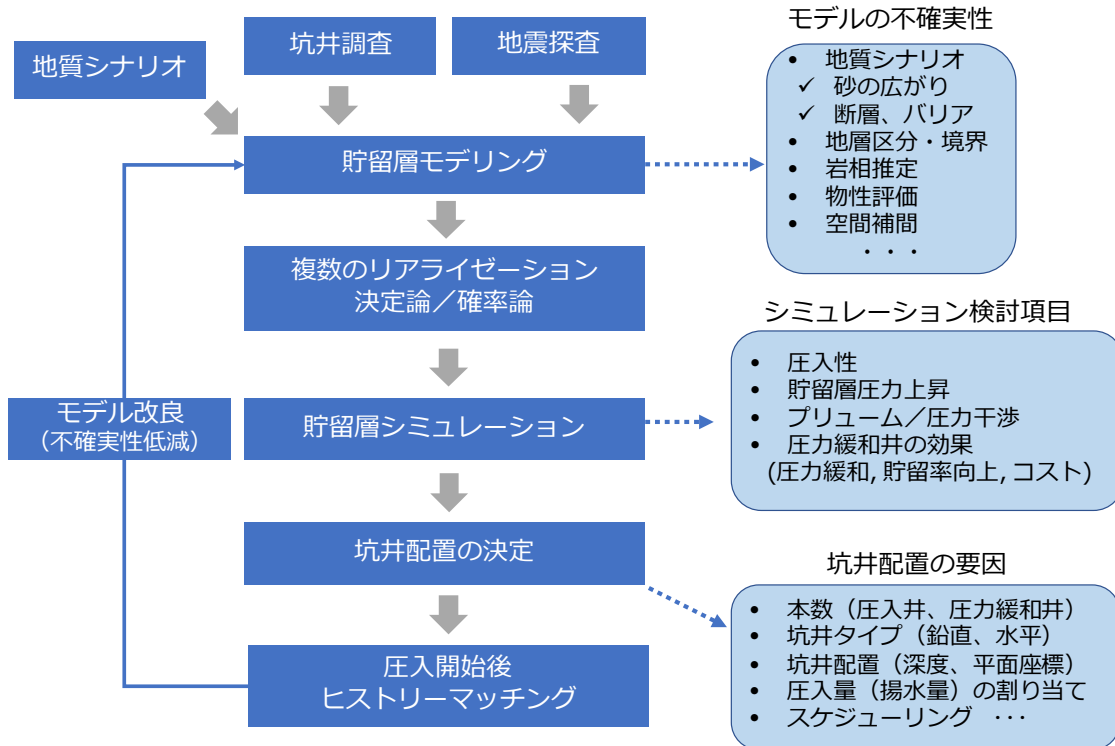 地質シナリオ
坑井調査
地震探査
貯留層モデリング
複数のリアライゼーション
決定論／確率論
貯留層シミュレーション
モデル改良
（不確実性低減）
坑井配置の決定
圧入開始後
ヒストリーマッチング
モデルの不確実性
• 地質シナリオ
✓ 砂の広がり
✓ 断層、バリア
• 地層区分・境界
• 岩相推定
• 物性評価
• 空間補間
・・・
シミュレーション検討項目
• 圧入性
• 貯留層圧力上昇
• プリューム／圧力干渉
• 圧力緩和井の効果
(圧力緩和, 貯留率向上, コスト)
坑井配置の要因
• 本数（圧入井、圧力緩和井）
• 坑井タイプ（鉛直、水平）
• 坑井配置（深度、平面座標）
• 圧入量（揚水量）の割り当て
• スケジューリング ・・・